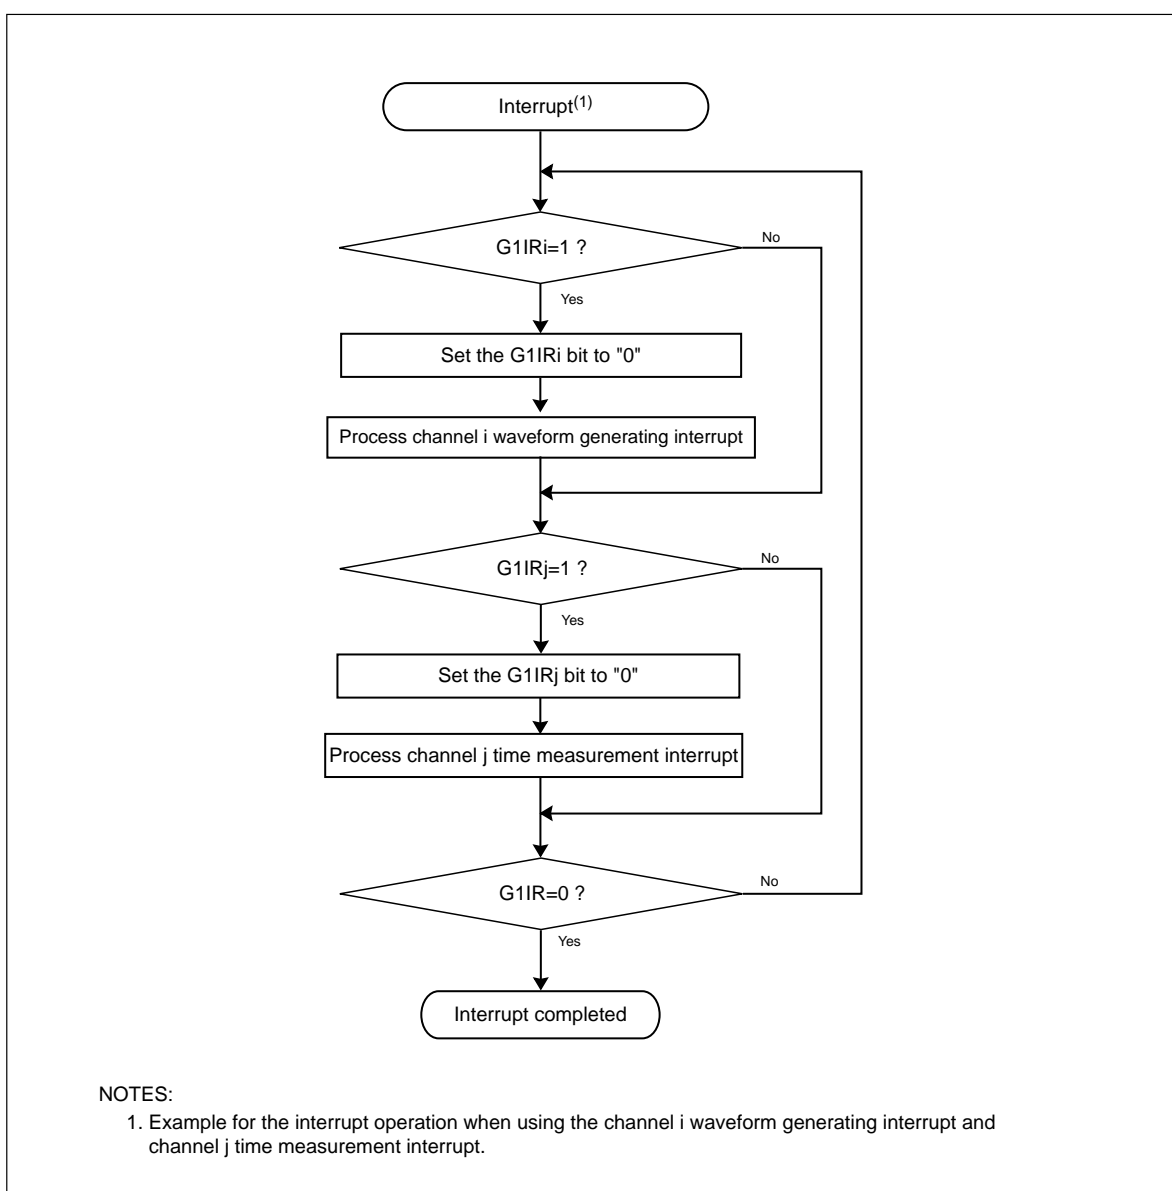 Interrupt(1)
G1IRi=1 ?
No
Yes
Set the G1IRi bit to "0"
Process channel i waveform generating interrupt
G1IRj=1 ?
No
Yes
Set the G1IRj bit to "0"
Process channel j time measurement interrupt
G1IR=0 ?
No
Yes
Interrupt completed
NOTES:
1. Example for the interrupt operation when using the channel i waveform generating interrupt and
channel j time measurement interrupt.